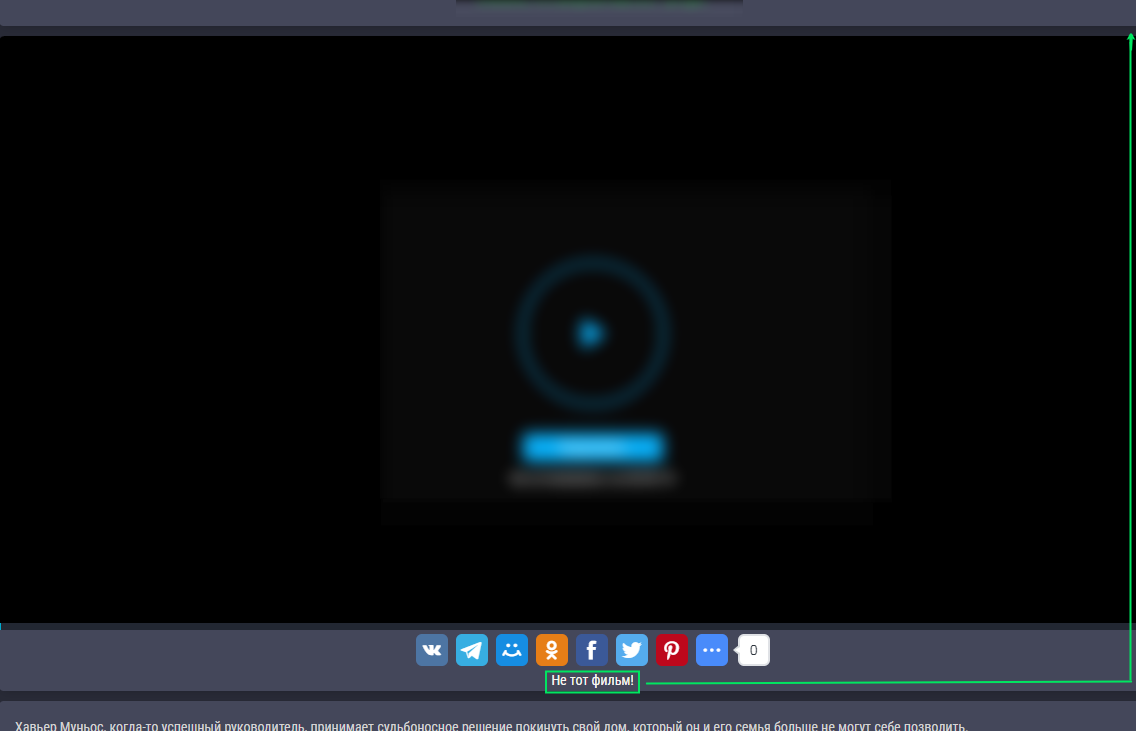 0
Не тот фильм!
Хавьер Муньос, когда-то успешный руководитель, принимает судьбоносное решение покинуть свой дом, который он и его семья больше не могут себе позволить.